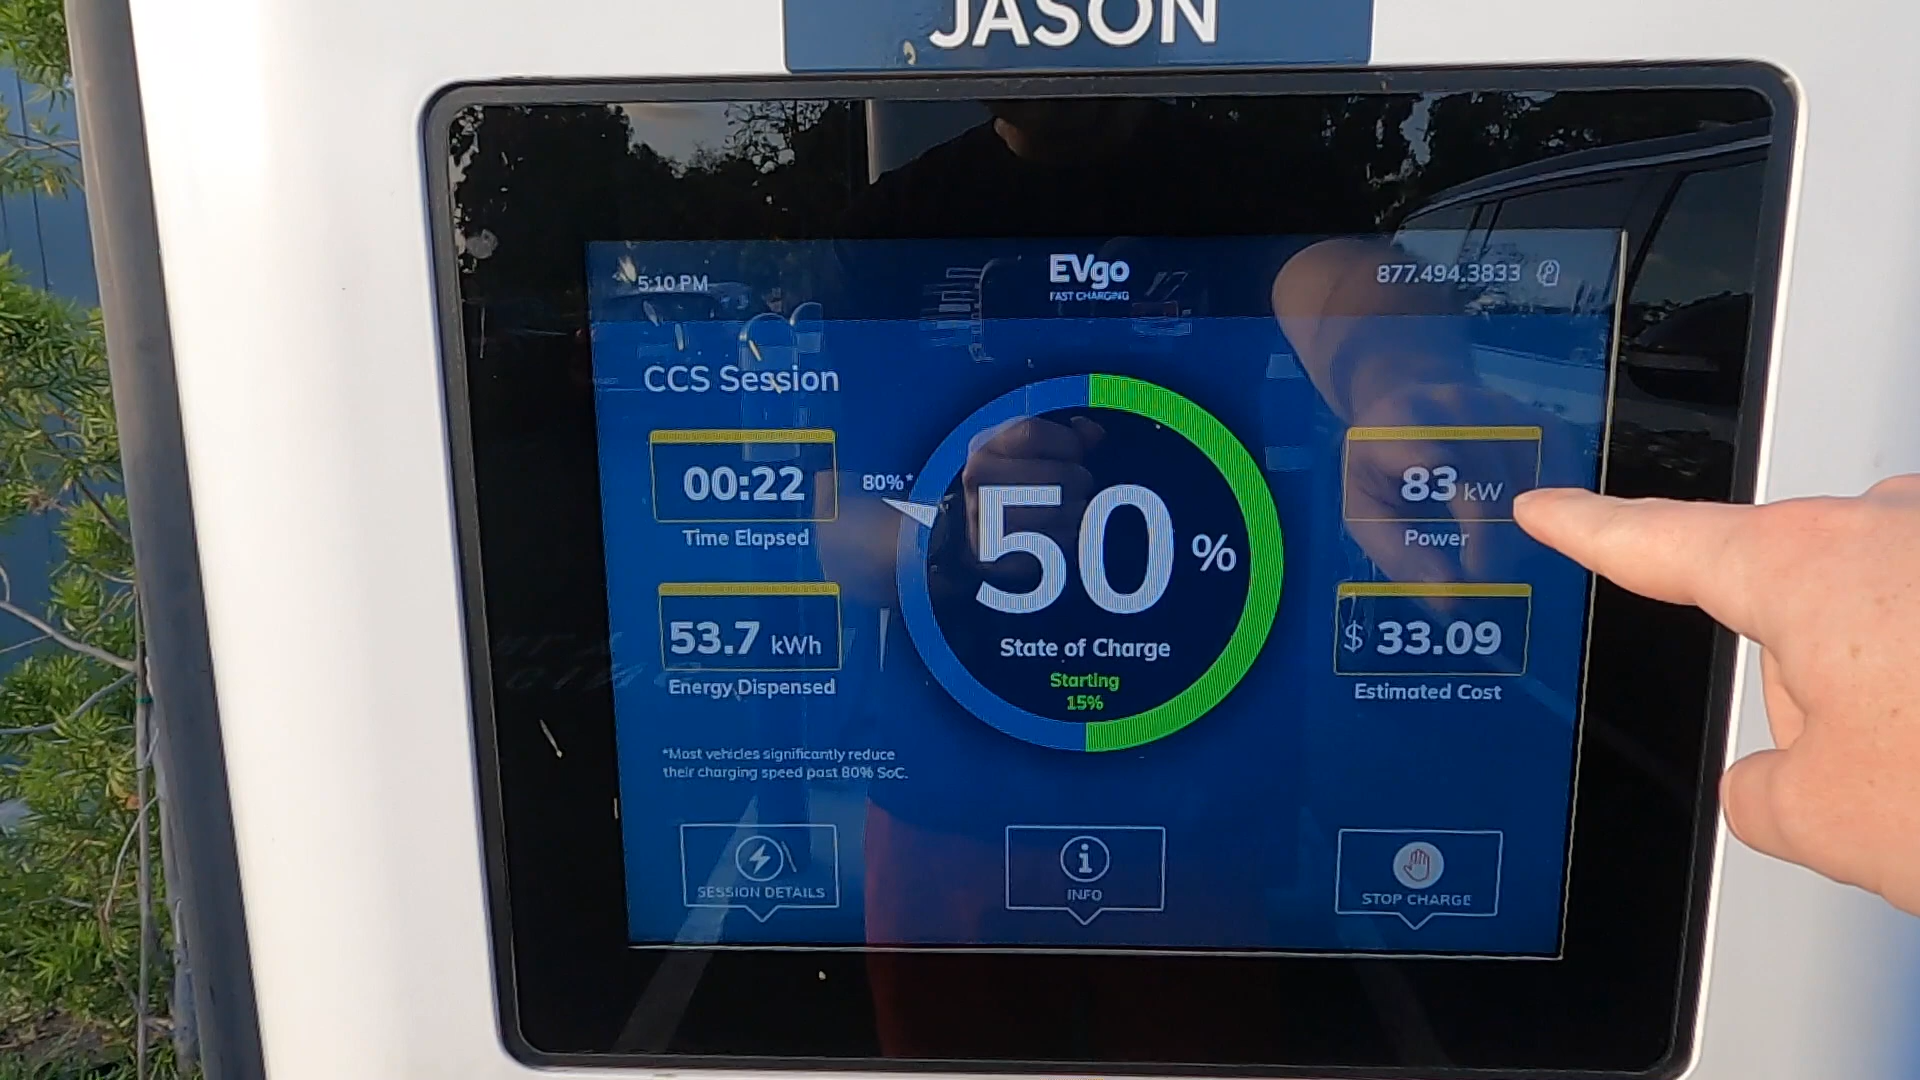 JASON
5:10 PM
EVgo
FAST CHARGING
877.494.3833
CCS Session
00:22
Time Elapsed
53.7 kWh
Energy Dispensed
80%*
50 %
State of Charge
Starting
15%
83 kW
Power
$ 33.09
Estimated Cost
*Most vehicles significantly reduce
their charging speed past 80% SoC.
SESSION DETAILS
INFO
STOP CHARGE